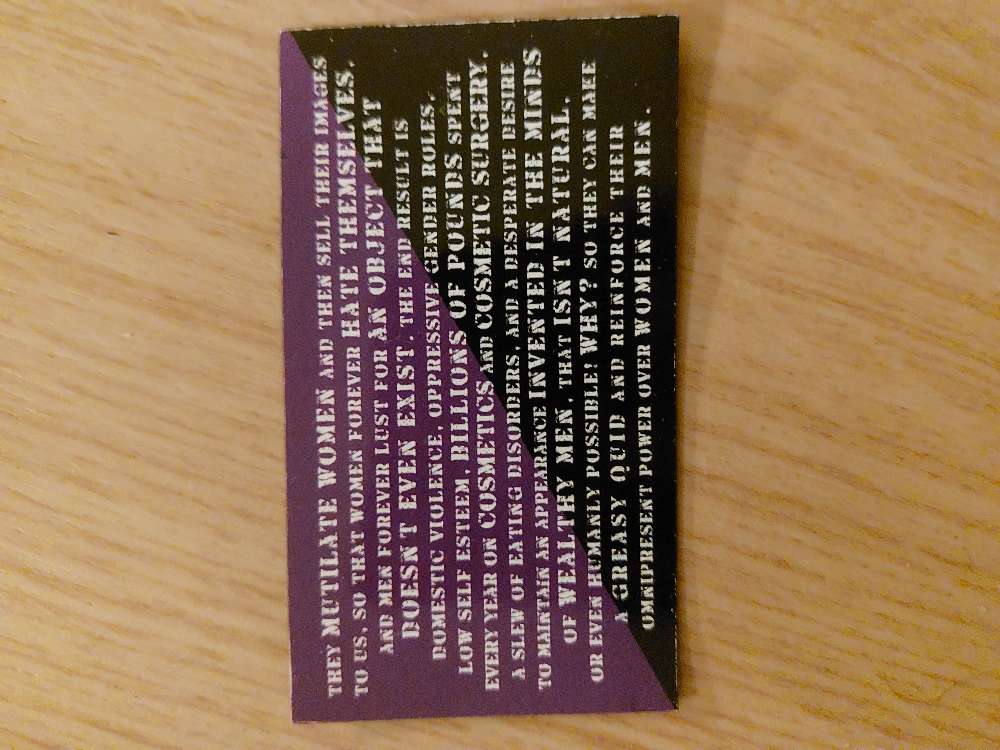 THEY MUTILATE WOMEN AND THEN SELL THEIR IMAGES
TO US, SO THAT WOMEN FOREVER HATE THEMSELVES,
AND MEN FOREVER LUST FOR AN OBJECT THAT
DOESN'T EVEN EXIST. THE END RESULT IS
DOMESTIC VIOLENCE, OPPRESSIVE GENDER ROLES,
LOW SELF ESTEEM, BILLIONS OF POUNDS SPENT
EVERY YEAR ON COSMETICS AND COSMETIC SURGERY,
A SLEW OF EATING DISORDERS, AND A DESPERATE DESIRE
TO MAINTAIN AN APPEARANCE INVENTED IN THE MINDS
OF WEALTHY MEN, THAT ISN'T NATURAL,
OR EVEN HUMANLY POSSIBLE! WHY? SO THEY CAN MAKE
A GREASY QUID AND REINFORCE THEIR
OMNIPRESENT POWER OVER WOMEN AND MEN.